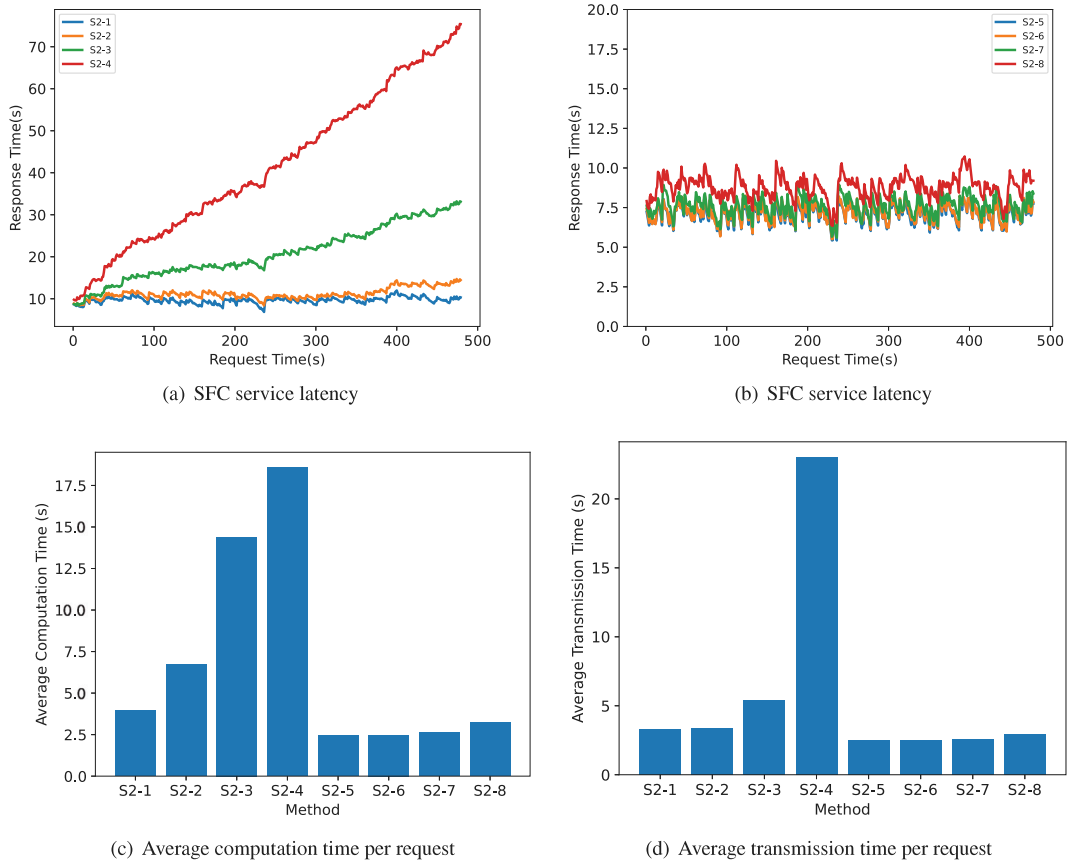 S2-1
S2-2
S2-3
S2-4
Response Time(s)
70
60
50
40
30
20
10
0
100
200
300
400
500
Request Time(s)
(a) SFC service latency
S2-5
S2-6
S2-7
S2-8
Response Time(s)
20.0
17.5
15.0
12.5
10.0
7.5
5.0
2.5
0.0
0
100
200
300
400
500
Request Time(s)
(b) SFC service latency
Average Computation Time (s)
17.5
15.0
12.5
10.0
7.5
5.0
2.5
0.0
S2-1 S2-2 S2-3 S2-4 S2-5 S2-6 S2-7 S2-8
Method
(c) Average computation time per request
Average Transmission Time (s)
20
15
10
5
0
S2-1 S2-2 S2-3 S2-4 S2-5 S2-6 S2-7 S2-8
Method
(d) Average transmission time per request